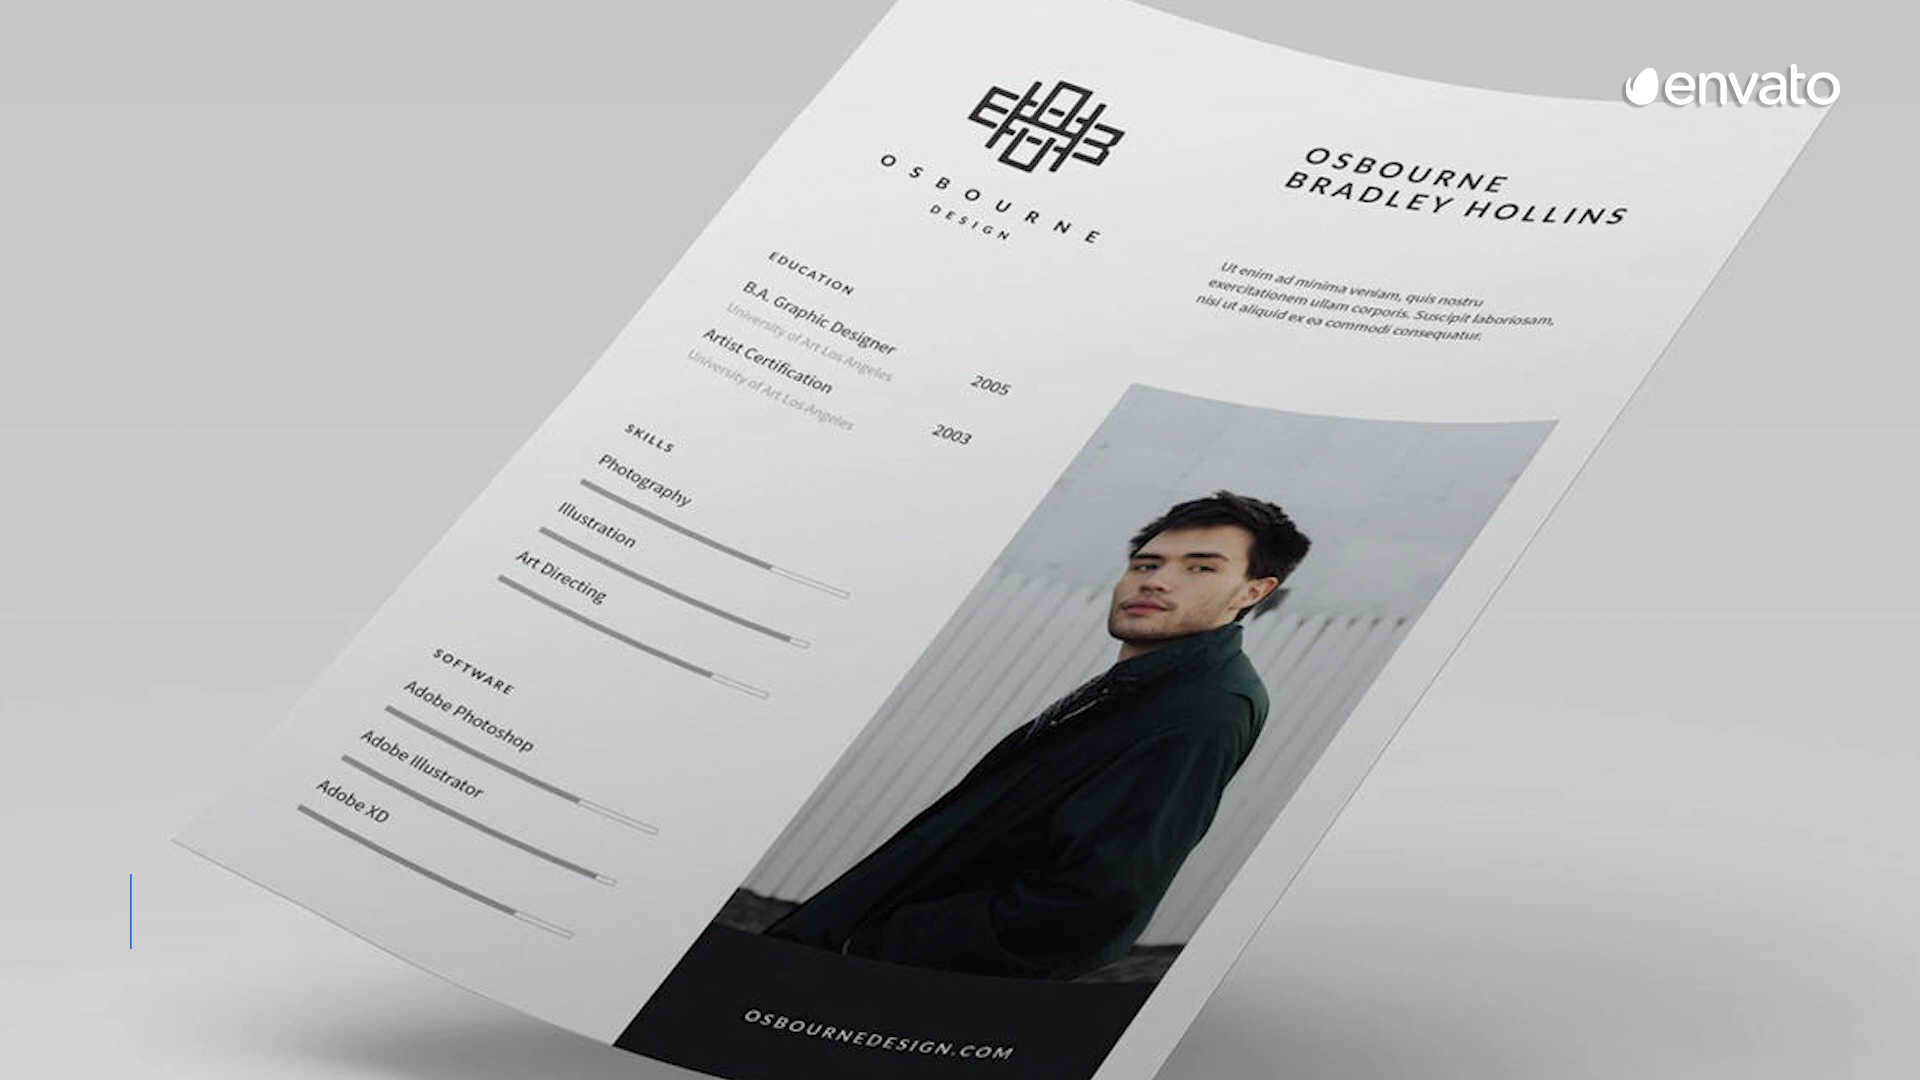 envato
OSBOURNE
DESIGN
OSBOURNE
BRADLEY HOLLINS
Ut enim ad minima veniam, quis nostru
exercitationem ullam corporis. Suscipit laboriosam,
nisi ut aliquid ex ea commodi consequatur.
EDUCATION
B.A. Graphic Designer
University of Art Los Angeles
2005
Artist Certification
University of Art Los Angeles
2003
SKILLS
Photography
Illustration
Art Directing
SOFTWARE
Adobe Photoshop
Adobe Illustrator
Adobe XD
OSBOURNEDESIGN.COM